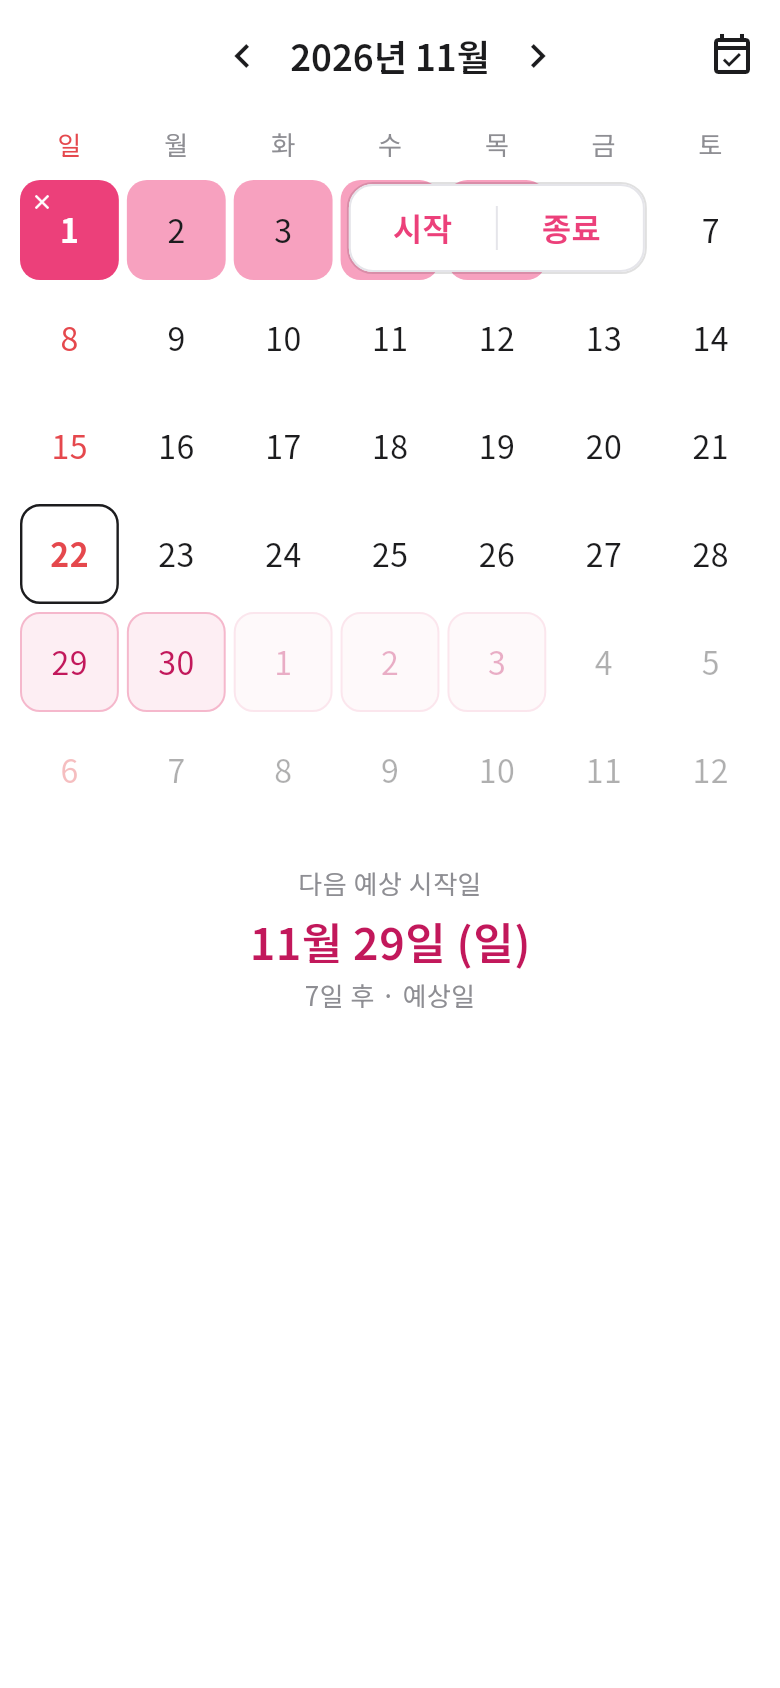 2026년 11월
일 월 화 수 목 금 토
1 2 3 시작 종료 7
8 9 10 11 12 13 14
15 16 17 18 19 20 21
22 23 24 25 26 27 28
29 30 1 2 3 4 5
6 7 8 9 10 11 12
다음 예상 시작일
11월 29일 (일)
7일 후 · 예상일